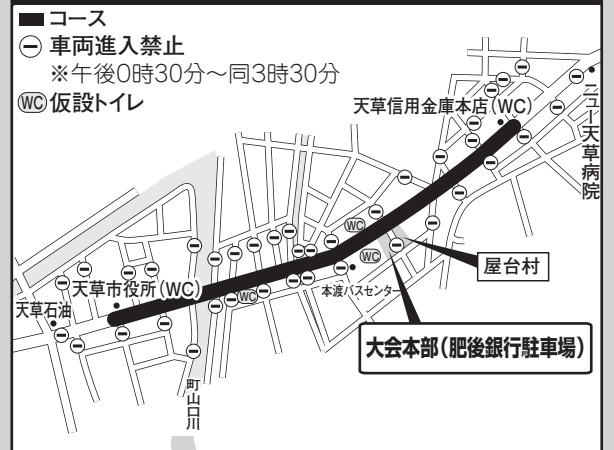 コース
車両進入禁止
※午後0時30分～同3時30分
WC 仮設トイレ
天草信用金庫本店(WC)
ニュー天草病院
WC
WC
屋台村
天草市役所(WC)
WC
本渡バスセンター
天草石油
大会本部(肥後銀行駐車場)
町山口川